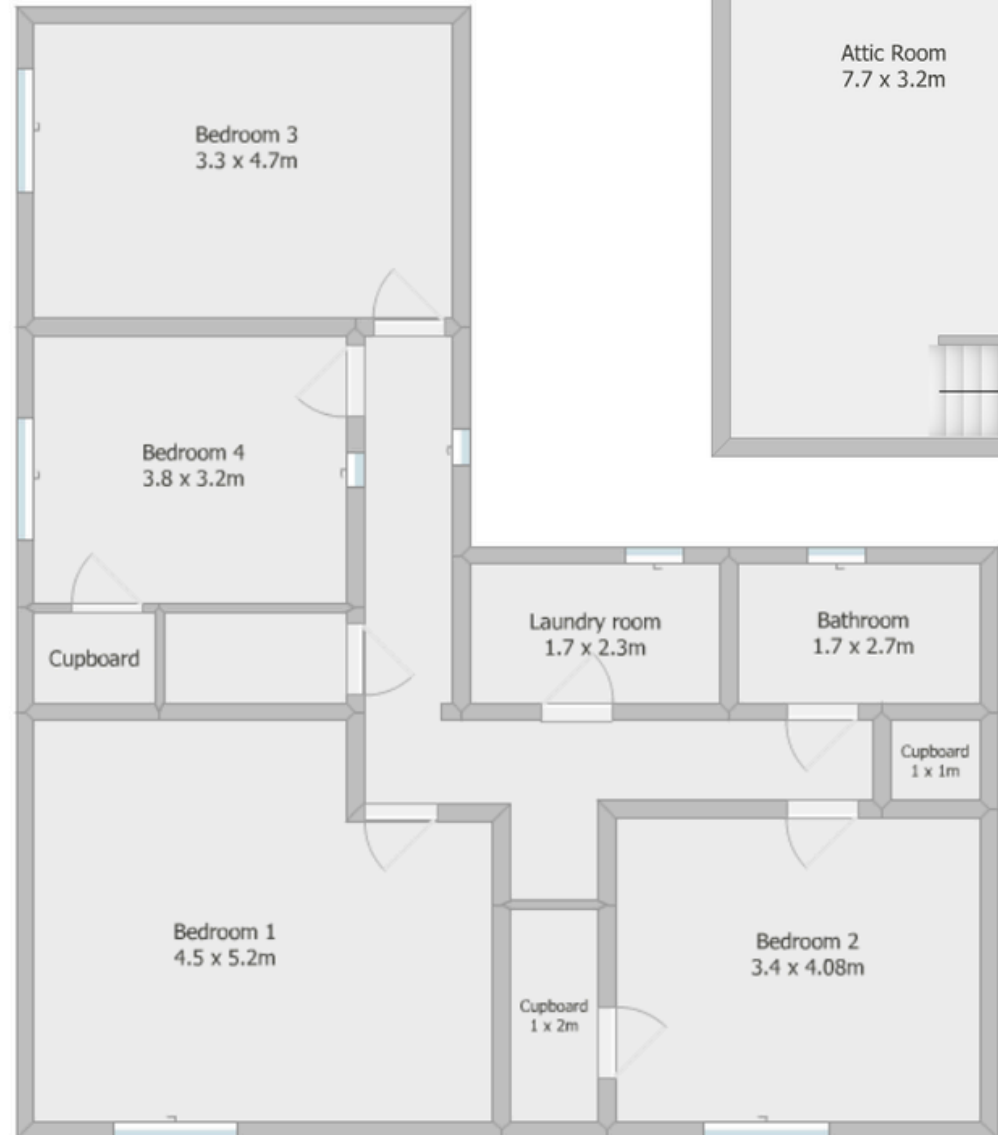 Attic Room
7.7 x 3.2m
Bedroom 3
3.3 x 4.7m
Bedroom 4
3.8 x 3.2m
Laundry room
1.7 x 2.3m
Bathroom
1.7 x 2.7m
Cupboard
Cupboard
1 x 1m
Bedroom 1
4.5 x 5.2m
Bedroom 2
3.4 x 4.08m
Cupboard
1 x 2m